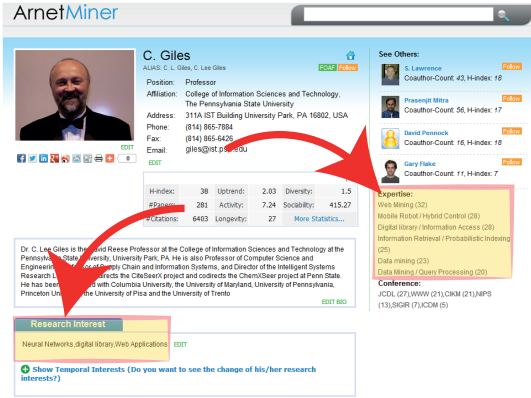 ArnetMiner
C. Giles
ALIAS: C. L. Giles, C. Lee Giles
FOAF Follow
Position: Professor
Affiliation: College of Information Sciences and Technology,
The Pennsylvania State University
Address: 311A IST Building University Park, PA 16802, USA
Phone: (814) 865-7884
Fax: (814) 865-6426
Email: giles@ist.psu.edu
EDIT
EDIT
0
H-index: 38 Uptrend: 2.03 Diversity: 1.5
#Papers: 281 Activity: 7.24 Sociability: 415.27
#Citations: 6403 Longevity: 27 More Statistics...
Dr. C. Lee Giles is the David Reese Professor at the College of Information Sciences and Technology at the
Pennsylvania State University, University Park, PA. He is also Professor of Computer Science and
Engineering, Professor of Supply Chain and Information Systems, and Director of the Intelligent Systems
Research L directs the CiteSeerX project and codirects the ChemXSeer project at Penn State.
He has been with Columbia University, the University of Maryland, University of Pennsylvania,
Princeton University, the University of Pisa and the University of Trento
EDIT BIO
Research Interest
Neural Networks,digital library,Web Applications EDIT
Show Temporal Interests (Do you want to see the change of his/her research
interests?)
See Others:
S. Lawrence Follow
Coauthor-Count: 43, H-index: 18
Prasenjit Mitra Follow
Coauthor-Count: 56, H-index: 17
David Pennock Follow
Coauthor-Count: 16, H-index: 18
Gary Flake Follow
Coauthor-Count: 11, H-index: 7
Expertise:
Web Mining (32)
Mobile Robot / Hybrid Control (28)
Digital library / Information Access (28)
Information Retrieval / Probabilistic Indexing
(25)
Data mining (23)
Data Mining / Query Processing (20)
Conference:
JCDL (27),WWW (21),CIKM (21),NIPS
(13),SIGIR (7),ICDM (5)